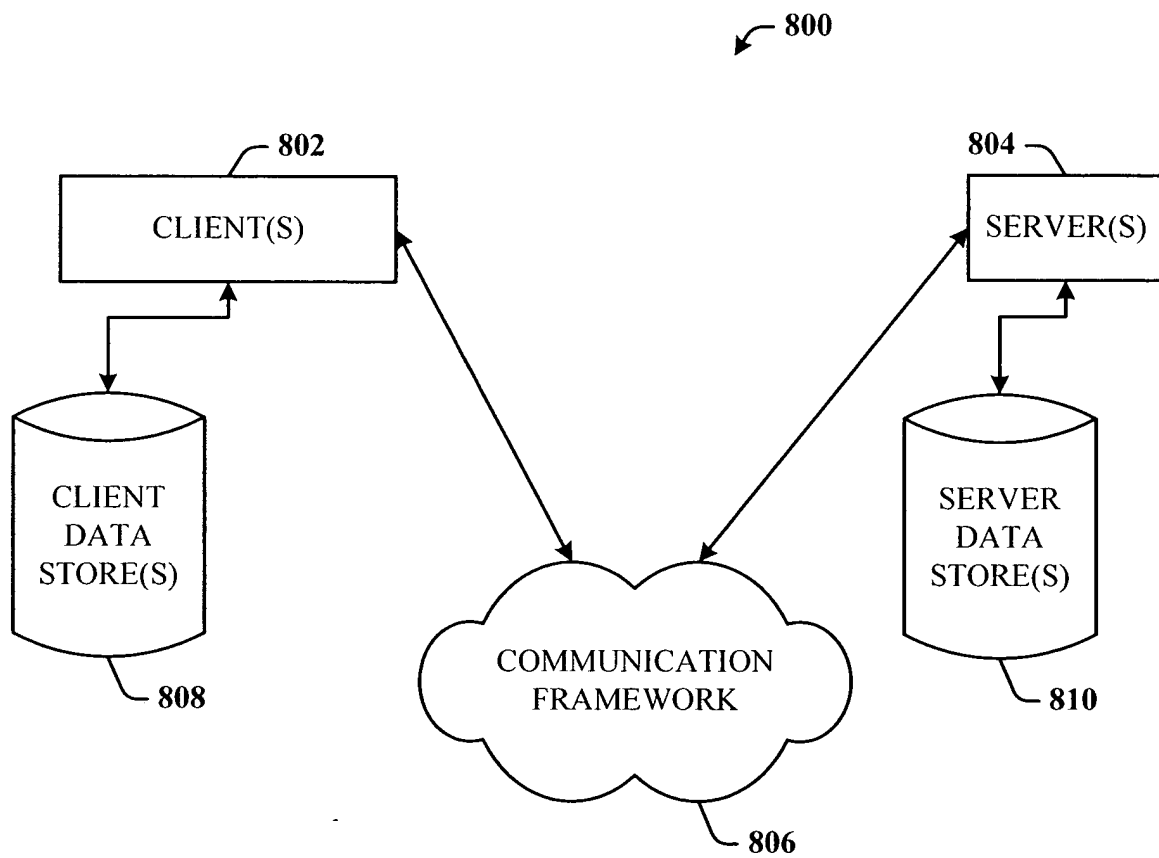 800
802
804
CLIENT(S)
SERVER(S)
CLIENT
DATA
STORE(S)
SERVER
DATA
STORE(S)
COMMUNICATION
FRAMEWORK
808
810
806